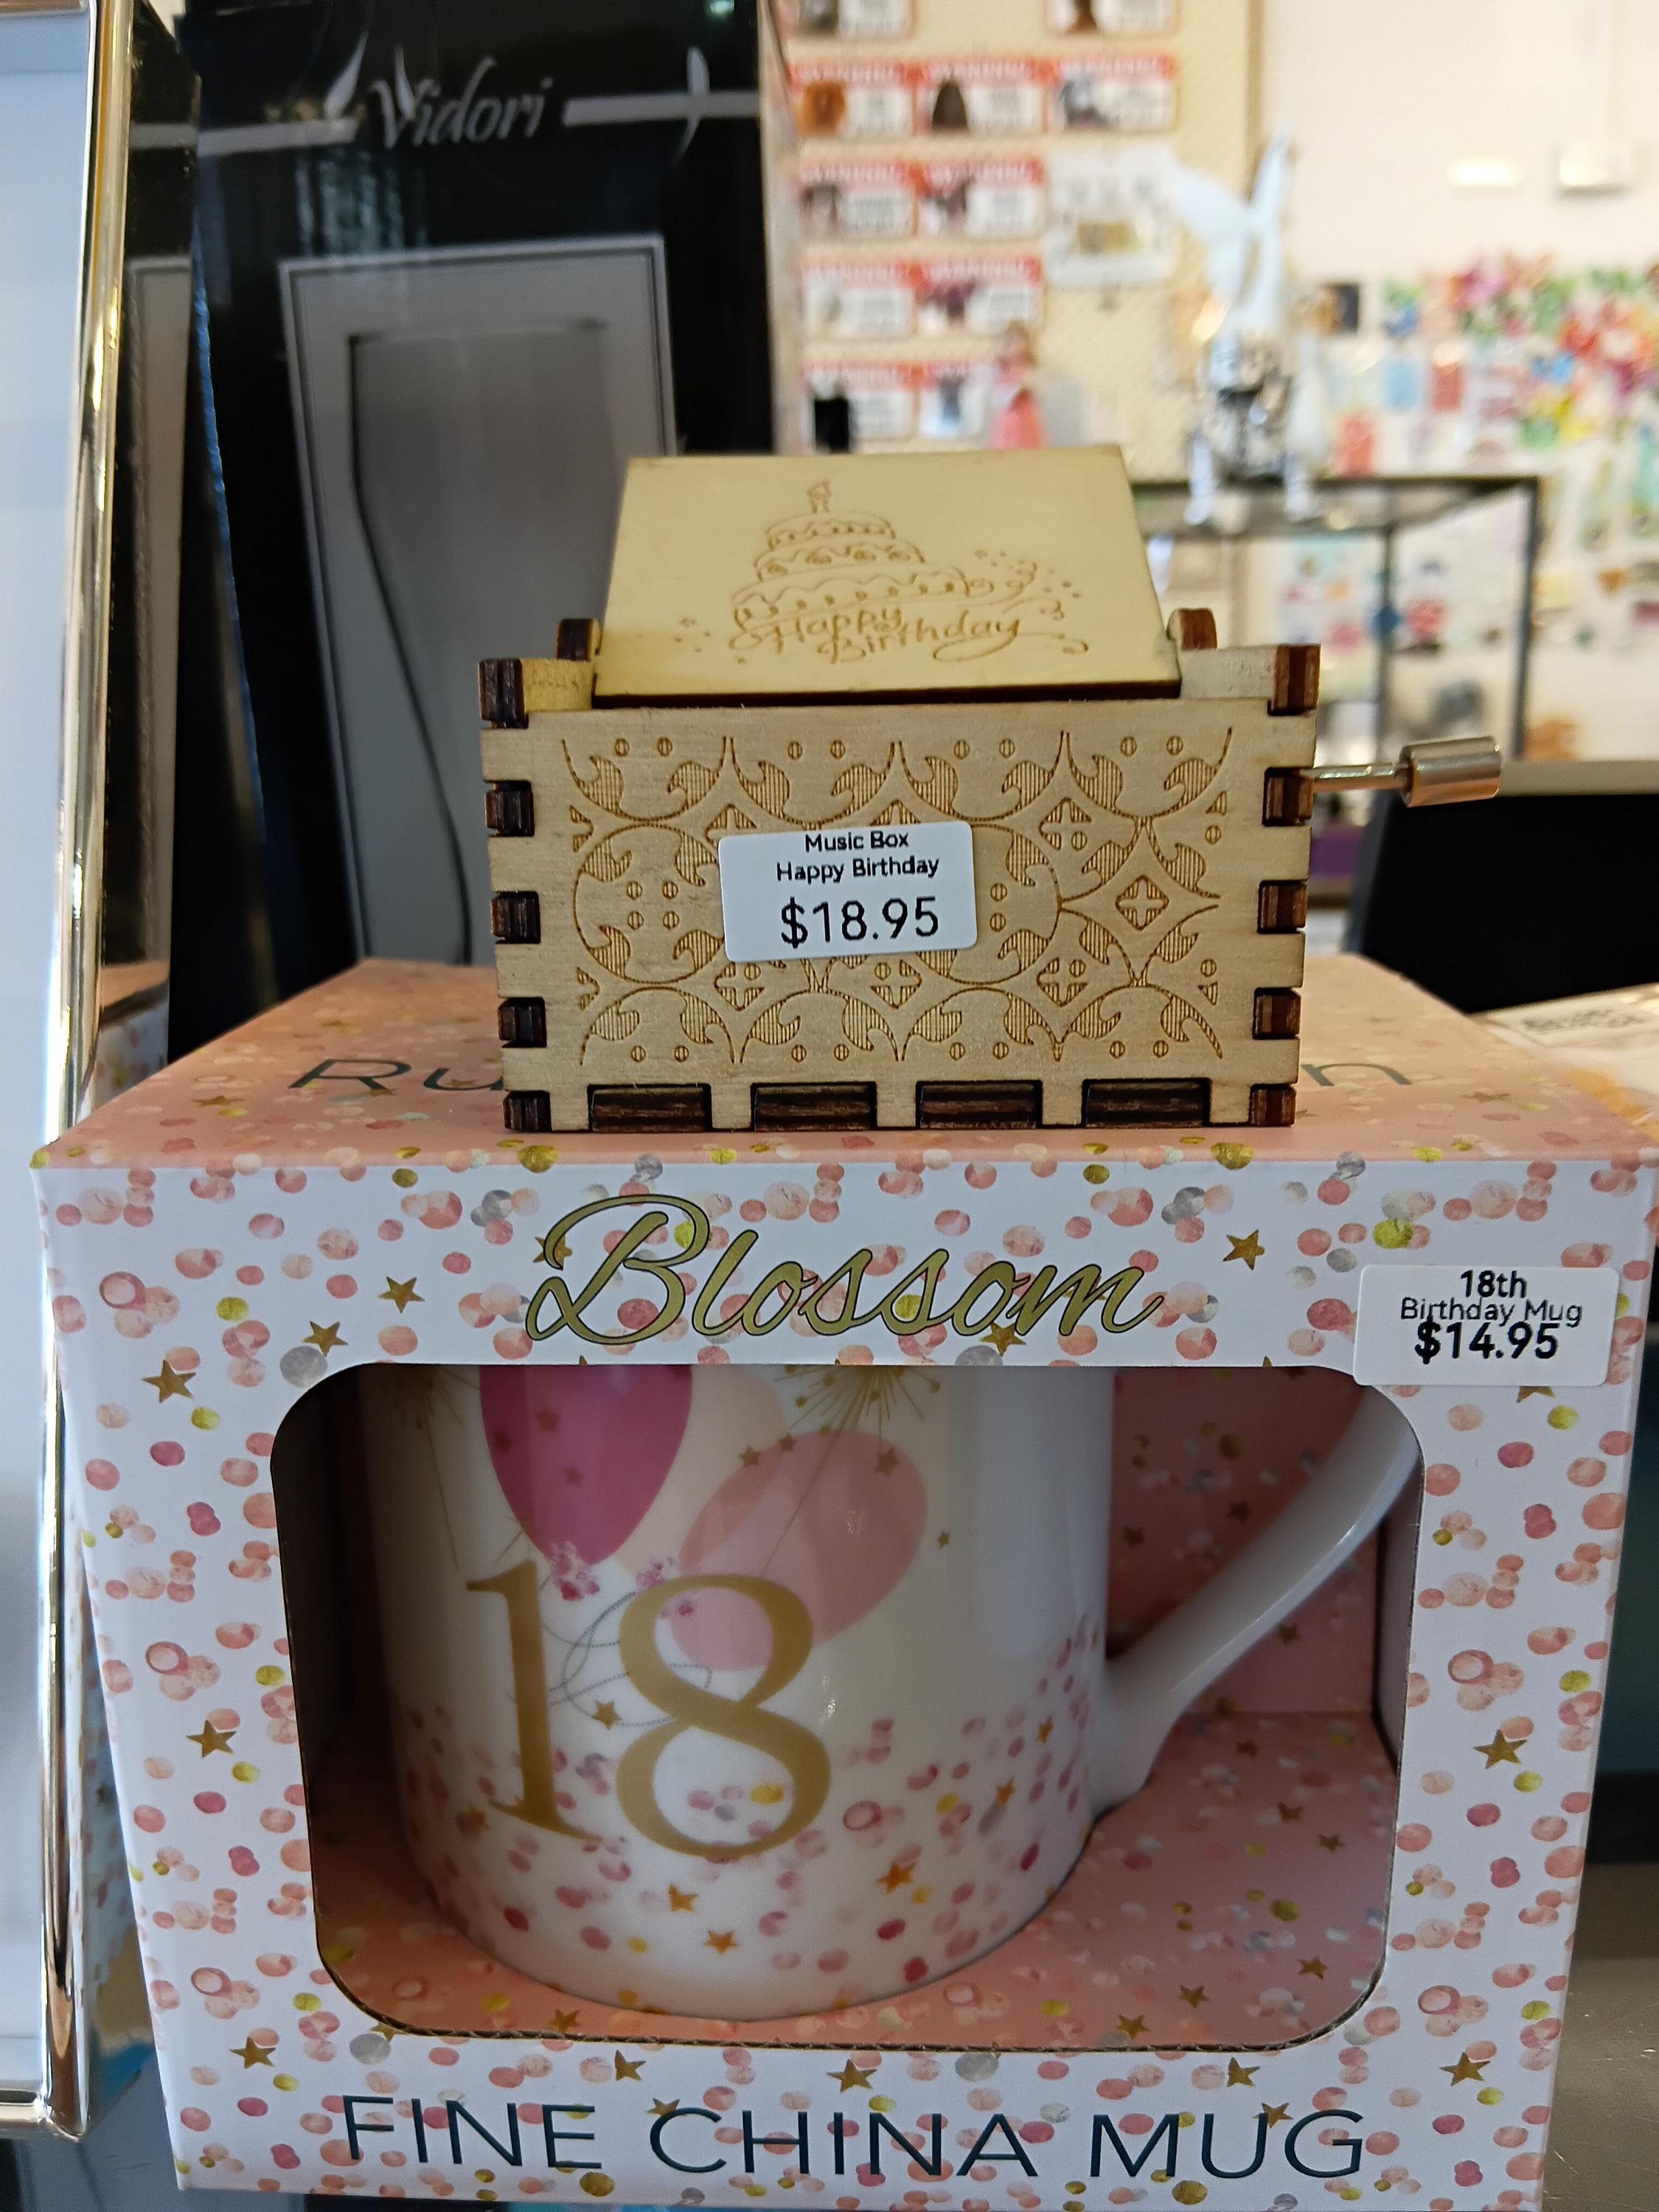 Vidori
Happy
Birthday
Music Box
Happy Birthday
$18.95
Blossom
18th
Birthday Mug
$14.95
18
FINE CHINA MUG